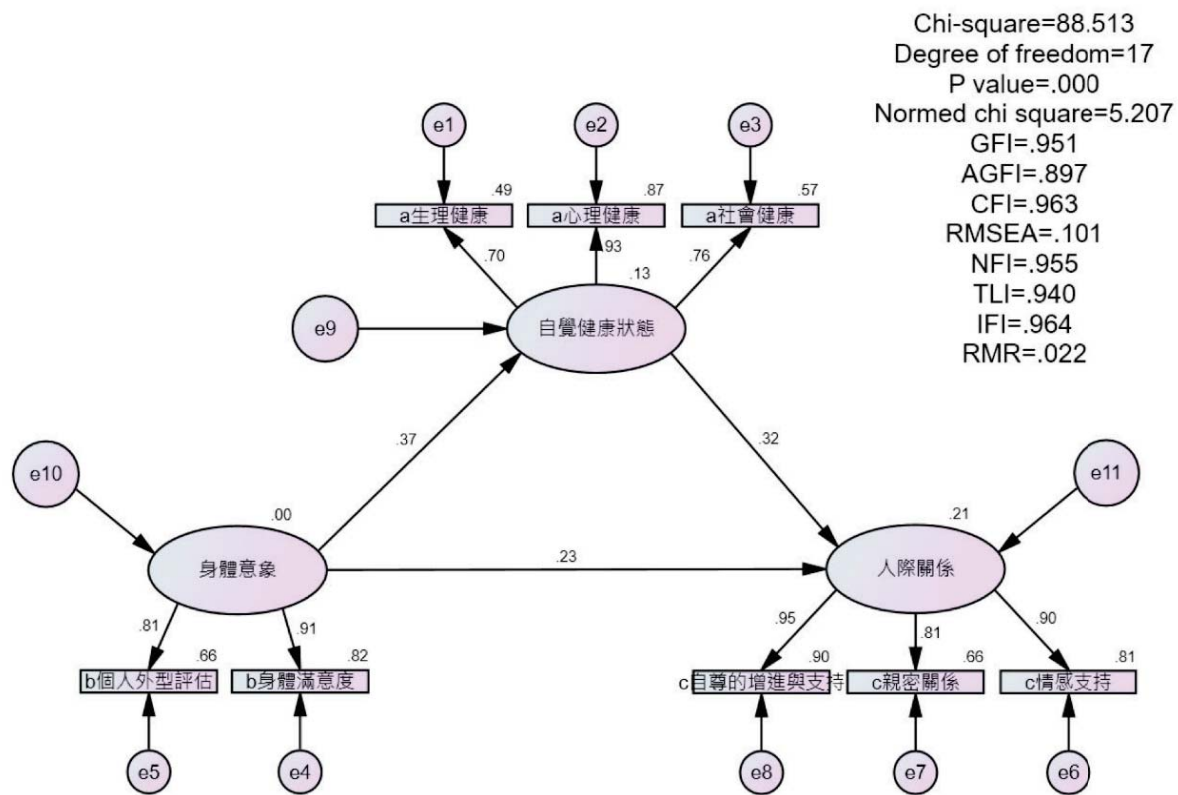 Chi-square=88.513
Degree of freedom=17
P value=.000
Normed chi square=5.207
GFI=.951
AGFI=.897
CFI=.963
RMSEA=.101
NFI=.955
TLI=.940
IFI=.964
RMR=.022
e1
e2
e3
.49
.87
.57
a生理健康
a心理健康
a社會健康
.70
.93
.76
.13
e9
自覺健康狀態
.37
.32
e10
e11
.00
.21
身體意象
.23
人際關係
.81
.91
.95
.81
.90
.66
.82
.90
.66
.81
b個人外型評估
b身體滿意度
c自尊的增進與支持
c親密關係
c情感支持
e5
e4
e8
e7
e6